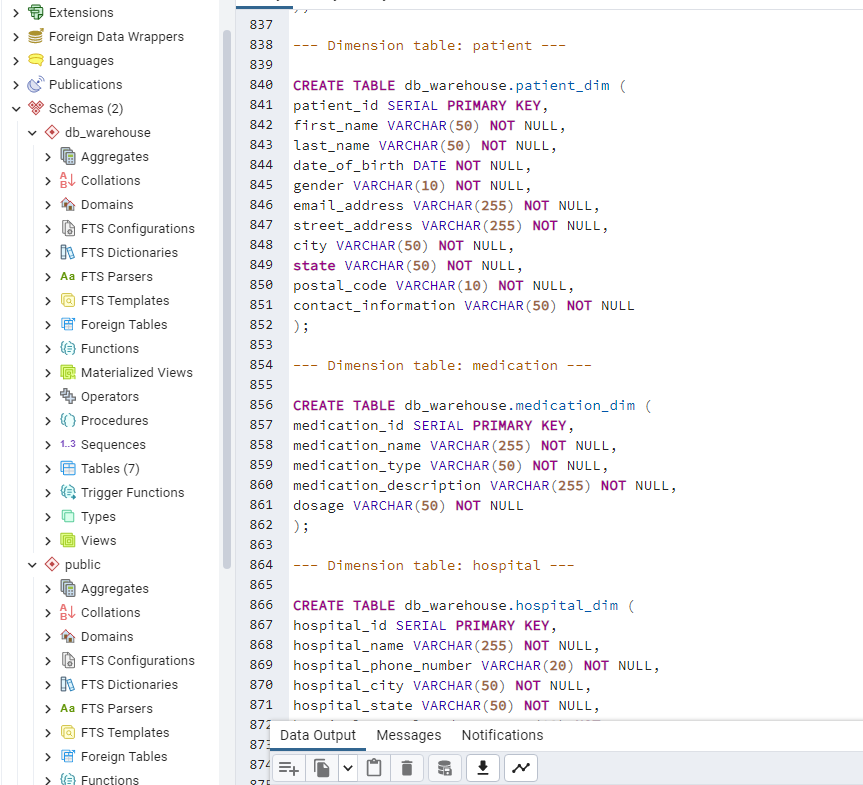 Extensions
Foreign Data Wrappers
Languages
Publications
Schemas (2)
db_warehouse
Aggregates
Collations
Domains
FTS Configurations
FTS Dictionaries
Aa FTS Parsers
FTS Templates
Foreign Tables
Functions
Materialized Views
Operators
Procedures
1..3 Sequences
Tables (7)
Trigger Functions
Types
Views
public
Aggregates
Collations
Domains
FTS Configurations
FTS Dictionaries
Aa FTS Parsers
FTS Templates
Foreign Tables
Functions
837
838 --- Dimension table: patient ---
839
840 CREATE TABLE db_warehouse.patient_dim (
841 patient_id SERIAL PRIMARY KEY,
842 first_name VARCHAR(50) NOT NULL,
843 last_name VARCHAR(50) NOT NULL,
844 date_of_birth DATE NOT NULL,
845 gender VARCHAR(10) NOT NULL,
846 email_address VARCHAR(255) NOT NULL,
847 street_address VARCHAR(255) NOT NULL,
848 city VARCHAR(50) NOT NULL,
849 state VARCHAR(50) NOT NULL,
850 postal_code VARCHAR(10) NOT NULL,
851 contact_information VARCHAR(50) NOT NULL
852 );
853
854 --- Dimension table: medication ---
855
856 CREATE TABLE db_warehouse.medication_dim (
857 medication_id SERIAL PRIMARY KEY,
858 medication_name VARCHAR(255) NOT NULL,
859 medication_type VARCHAR(50) NOT NULL,
860 medication_description VARCHAR(255) NOT NULL,
861 dosage VARCHAR(50) NOT NULL
862 );
863
864 --- Dimension table: hospital ---
865
866 CREATE TABLE db_warehouse.hospital_dim (
867 hospital_id SERIAL PRIMARY KEY,
868 hospital_name VARCHAR(255) NOT NULL,
869 hospital_phone_number VARCHAR(20) NOT NULL,
870 hospital_city VARCHAR(50) NOT NULL,
871 hospital_state VARCHAR(50) NOT NULL,
872
873
874
Data Output Messages Notifications